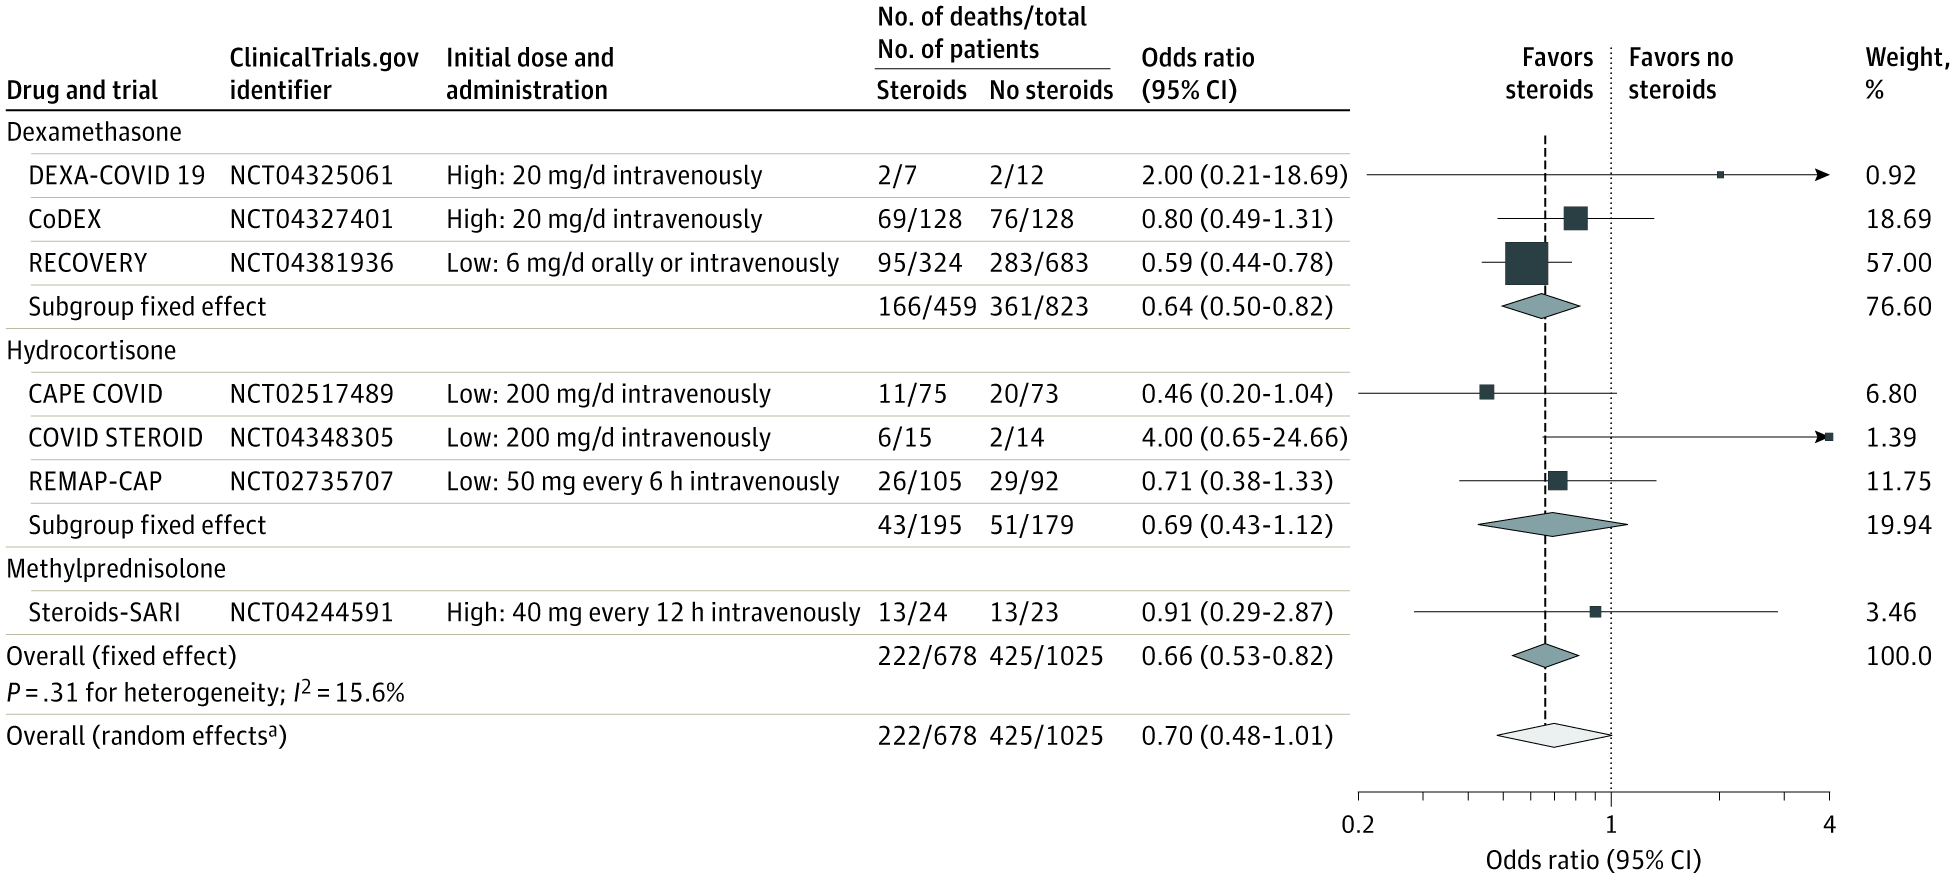 No. of deaths/total
No. of patients
Drug and trial ClinicalTrials.gov identifier Initial dose and administration Steroids No steroids Odds ratio (95% CI) Favors steroids Favors no steroids Weight, %
Dexamethasone
DEXA-COVID 19 NCT04325061 High: 20 mg/d intravenously 2/7 2/12 2.00 (0.21-18.69) 0.92
CoDEX NCT04327401 High: 20 mg/d intravenously 69/128 76/128 0.80 (0.49-1.31) 18.69
RECOVERY NCT04381936 Low: 6 mg/d orally or intravenously 95/324 283/683 0.59 (0.44-0.78) 57.00
Subgroup fixed effect 166/459 361/823 0.64 (0.50-0.82) 76.60
Hydrocortisone
CAPE COVID NCT02517489 Low: 200 mg/d intravenously 11/75 20/73 0.46 (0.20-1.04) 6.80
COVID STEROID NCT04348305 Low: 200 mg/d intravenously 6/15 2/14 4.00 (0.65-24.66) 1.39
REMAP-CAP NCT02735707 Low: 50 mg every 6 h intravenously 26/105 29/92 0.71 (0.38-1.33) 11.75
Subgroup fixed effect 43/195 51/179 0.69 (0.43-1.12) 19.94
Methylprednisolone
Steroids-SARI NCT04244591 High: 40 mg every 12 h intravenously 13/24 13/23 0.91 (0.29-2.87) 3.46
Overall (fixed effect) 222/678 425/1025 0.66 (0.53-0.82) 100.0
P = .31 for heterogeneity; I² = 15.6%
Overall (random effectsᵃ) 222/678 425/1025 0.70 (0.48-1.01)
0.2 1 4
Odds ratio (95% CI)